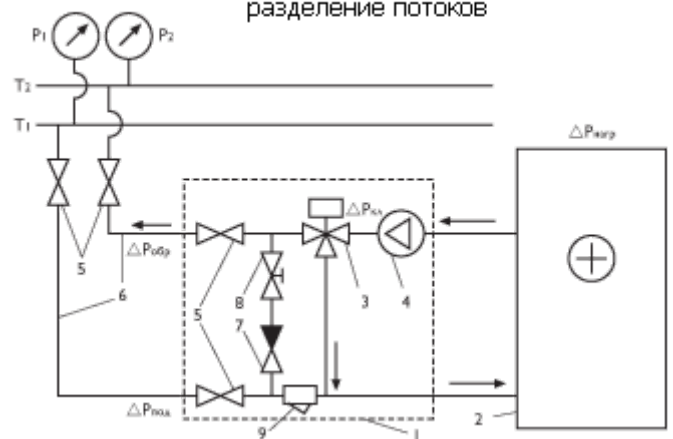 разделение потоков
P1 P2
T2
T1
△Pнагр
△Pкл
△Pобр
5
6
8
3
4
5
7
△Pпод
9
1
2